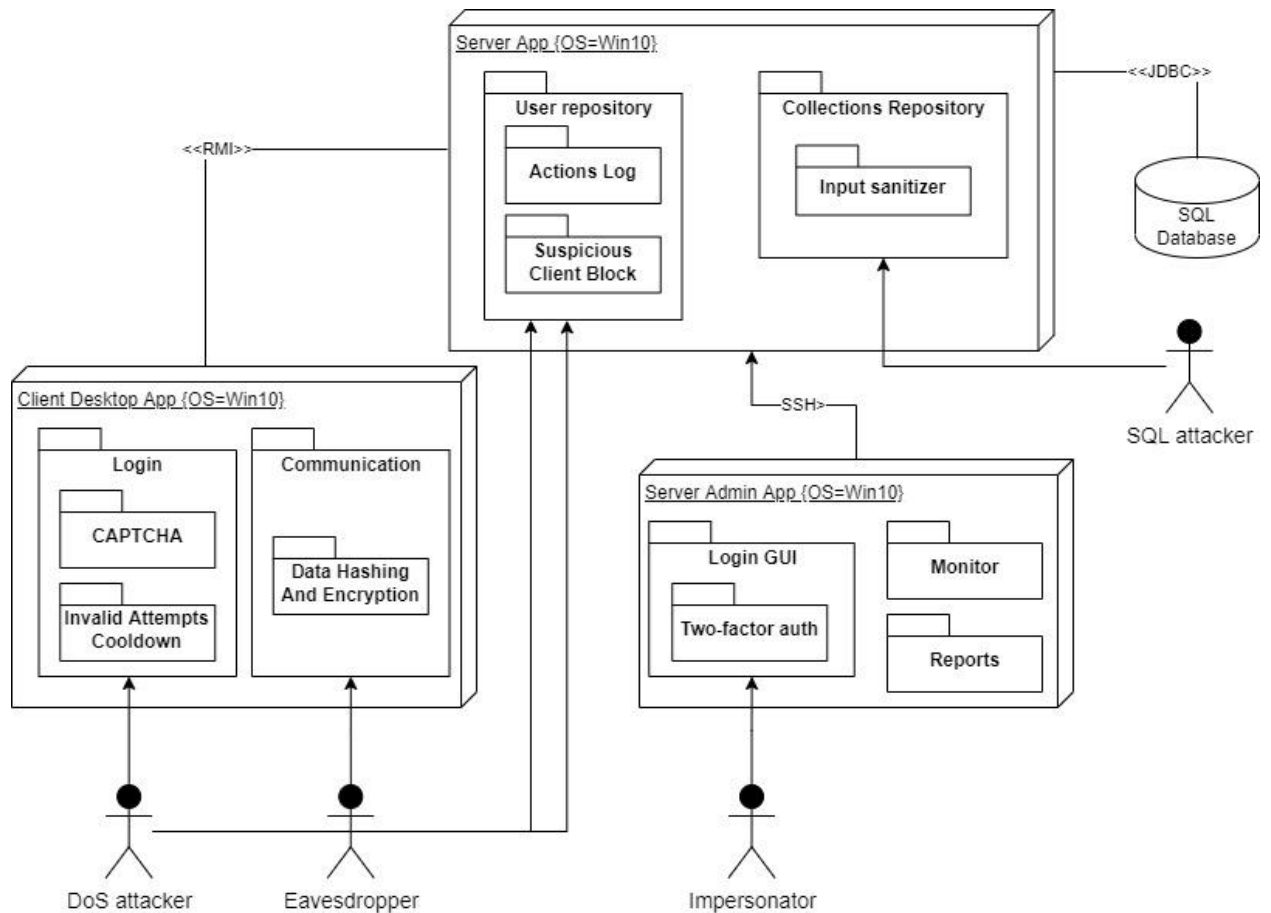 Server App {OS=Win10}
<<JDBC>>
User repository
Collections Repository
<<RMI>>
Actions Log
Input sanitizer
SQL
Database
Suspicious
Client Block
Client Desktop App {OS=Win10}
SSH>
SQL attacker
Login
Communication
CAPTCHA
Data Hashing
And Encryption
Invalid Attempts
Cooldown
Server Admin App {OS=Win10}
Login GUI
Monitor
Two-factor auth
Reports
DoS attacker
Eavesdropper
Impersonator